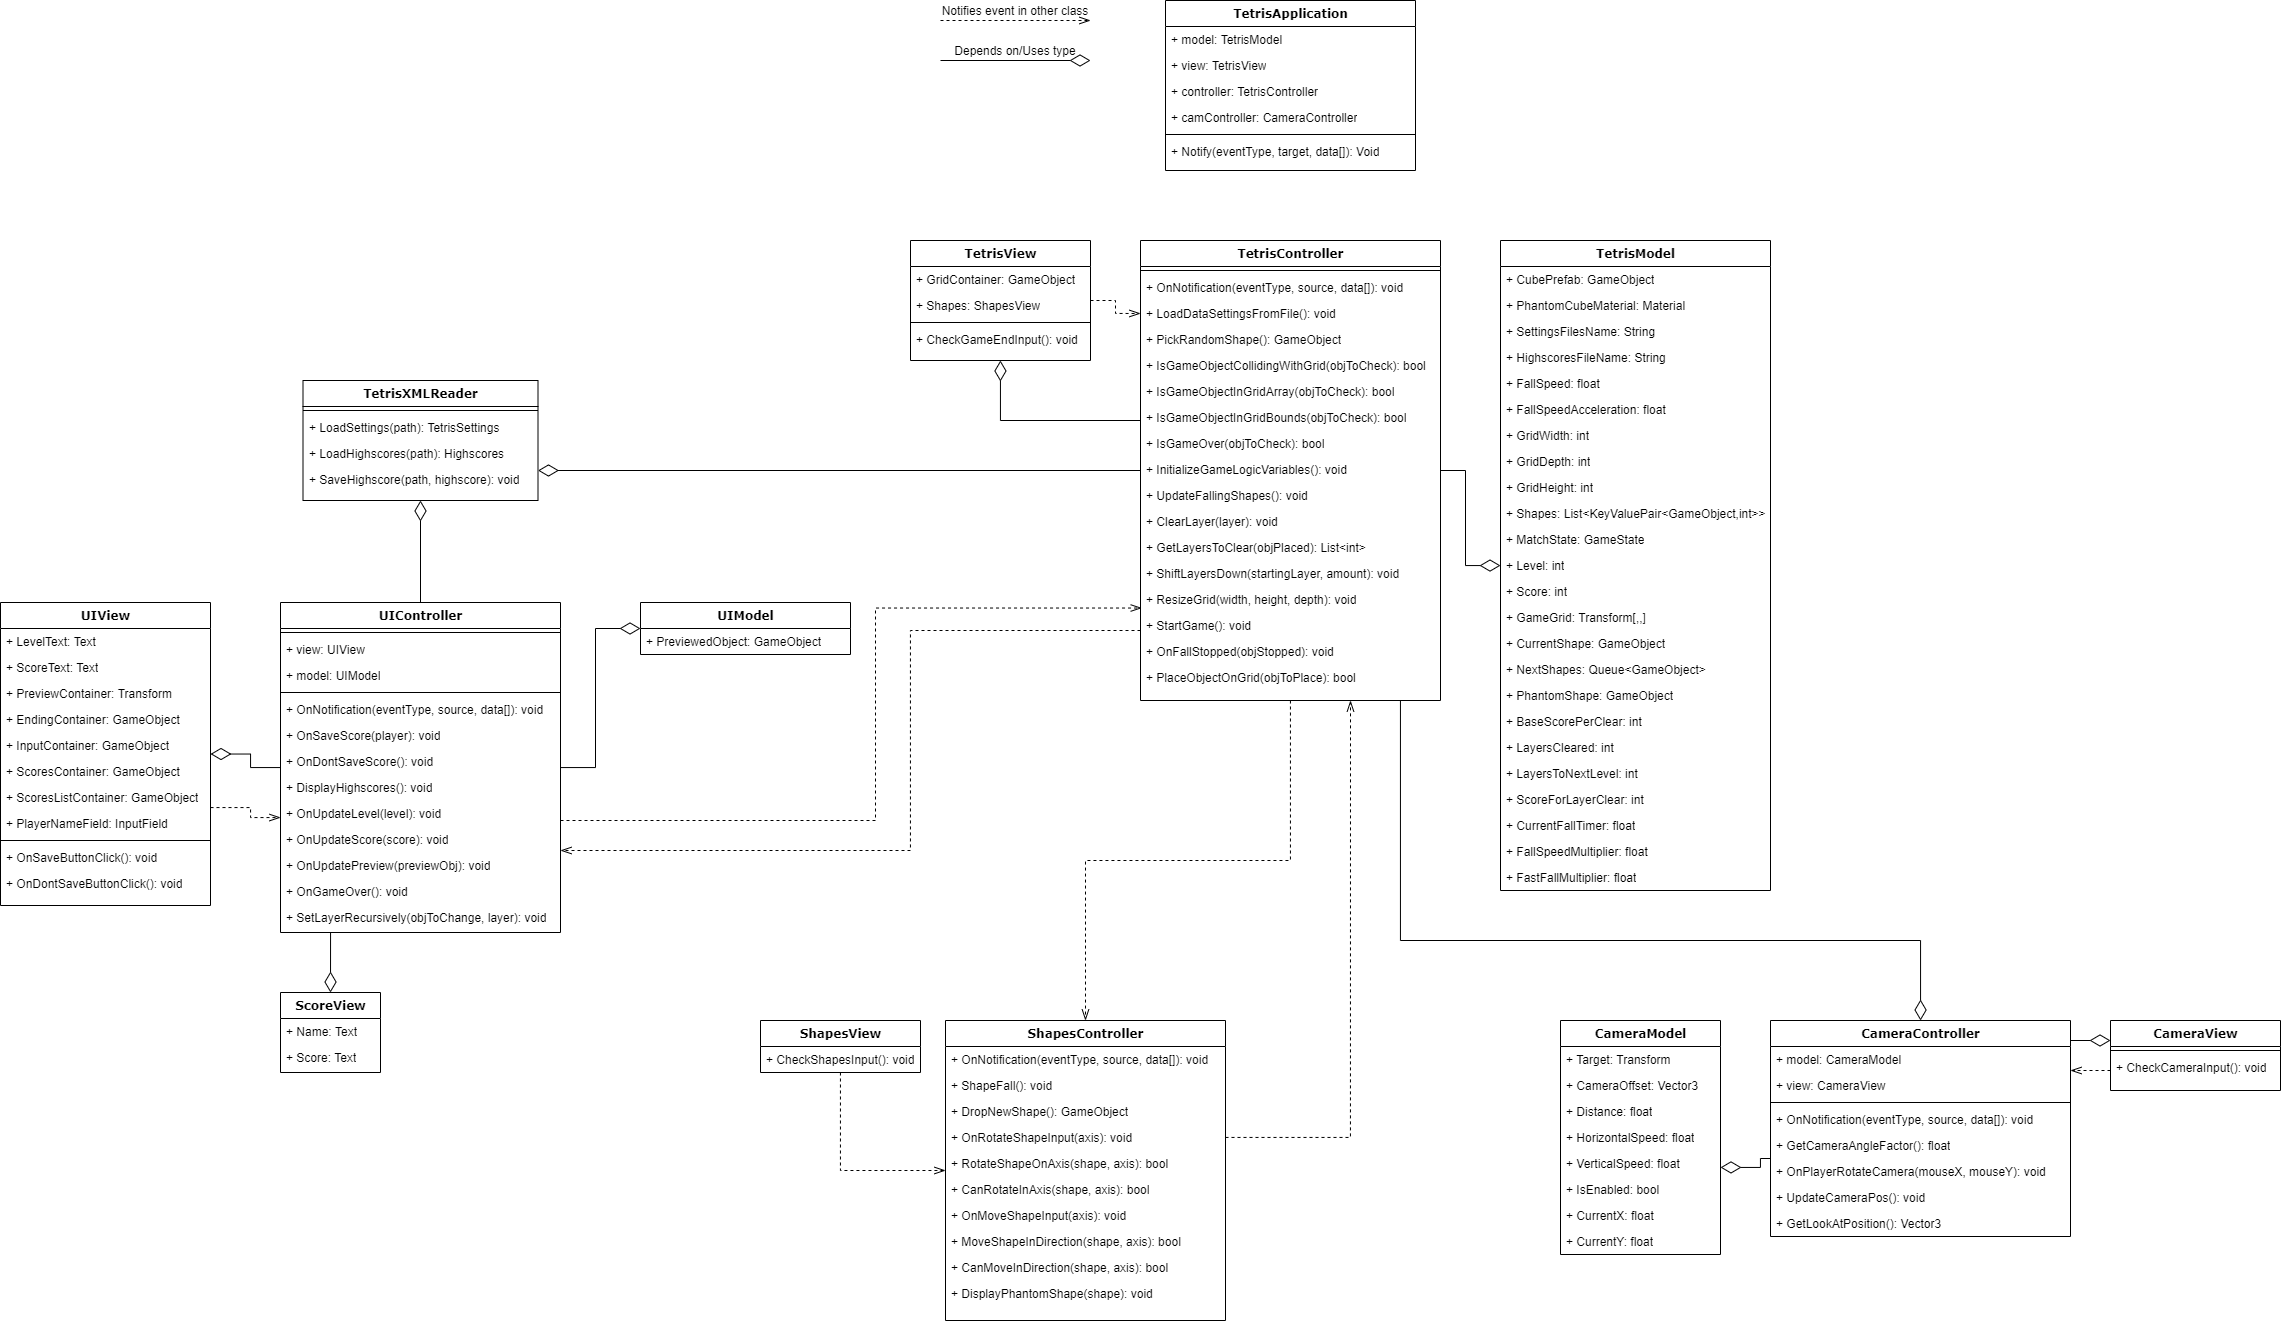 Notifies event in other class
Depends on/Uses type
TetrisApplication
+ model: TetrisModel
+ view: TetrisView
+ controller: TetrisController
+ camController: CameraController
+ Notify(eventType, target, data[]): Void
TetrisView
+ GridContainer: GameObject
+ Shapes: ShapesView
+ CheckGameEndInput(): void
TetrisController
+ OnNotification(eventType, source, data[]): void
+ LoadDataSettingsFromFile(): void
+ PickRandomShape(): GameObject
+ IsGameObjectCollidingWithGrid(objToCheck): bool
+ IsGameObjectInGridArray(objToCheck): bool
+ IsGameObjectInGridBounds(objToCheck): bool
+ IsGameOver(objToCheck): bool
+ InitializeGameLogicVariables(): void
+ UpdateFallingShapes(): void
+ ClearLayer(layer): void
+ GetLayersToClear(objPlaced): List<int>
+ ShiftLayersDown(startingLayer, amount): void
+ ResizeGrid(width, height, depth): void
+ StartGame(): void
+ OnFallStopped(objStopped): void
+ PlaceObjectOnGrid(objToPlace): bool
TetrisModel
+ CubePrefab: GameObject
+ PhantomCubeMaterial: Material
+ SettingsFilesName: String
+ HighscoresFileName: String
+ FallSpeed: float
+ FallSpeedAcceleration: float
+ GridWidth: int
+ GridDepth: int
+ GridHeight: int
+ Shapes: List<KeyValuePair<GameObject,int>>
+ MatchState: GameState
+ Level: int
+ Score: int
+ GameGrid: Transform[,,]
+ CurrentShape: GameObject
+ NextShapes: Queue<GameObject>
+ PhantomShape: GameObject
+ BaseScorePerClear: int
+ LayersCleared: int
+ LayersToNextLevel: int
+ ScoreForLayerClear: int
+ CurrentFallTimer: float
+ FallSpeedMultiplier: float
+ FastFallMultiplier: float
TetrisXMLReader
+ LoadSettings(path): TetrisSettings
+ LoadHighscores(path): Highscores
+ SaveHighscore(path, highscore): void
UIView
+ LevelText: Text
+ ScoreText: Text
+ PreviewContainer: Transform
+ EndingContainer: GameObject
+ InputContainer: GameObject
+ ScoresContainer: GameObject
+ ScoresListContainer: GameObject
+ PlayerNameField: InputField
+ OnSaveButtonClick(): void
+ OnDontSaveButtonClick(): void
UIController
+ view: UIView
+ model: UIModel
+ OnNotification(eventType, source, data[]): void
+ OnSaveScore(player): void
+ OnDontSaveScore(): void
+ DisplayHighscores(): void
+ OnUpdateLevel(level): void
+ OnUpdateScore(score): void
+ OnUpdatePreview(previewObj): void
+ OnGameOver(): void
+ SetLayerRecursively(objToChange, layer): void
UIModel
+ PreviewedObject: GameObject
ScoreView
+ Name: Text
+ Score: Text
ShapesView
+ CheckShapesInput(): void
ShapesController
+ OnNotification(eventType, source, data[]): void
+ ShapeFall(): void
+ DropNewShape(): GameObject
+ OnRotateShapeInput(axis): void
+ RotateShapeOnAxis(shape, axis): bool
+ CanRotateInAxis(shape, axis): bool
+ OnMoveShapeInput(axis): void
+ MoveShapeInDirection(shape, axis): bool
+ CanMoveInDirection(shape, axis): bool
+ DisplayPhantomShape(shape): void
CameraModel
+ Target: Transform
+ CameraOffset: Vector3
+ Distance: float
+ HorizontalSpeed: float
+ VerticalSpeed: float
+ IsEnabled: bool
+ CurrentX: float
+ CurrentY: float
CameraController
+ model: CameraModel
+ view: CameraView
+ OnNotification(eventType, source, data[]): void
+ GetCameraAngleFactor(): float
+ OnPlayerRotateCamera(mouseX, mouseY): void
+ UpdateCameraPos(): void
+ GetLookAtPosition(): Vector3
CameraView
+ CheckCameraInput(): void